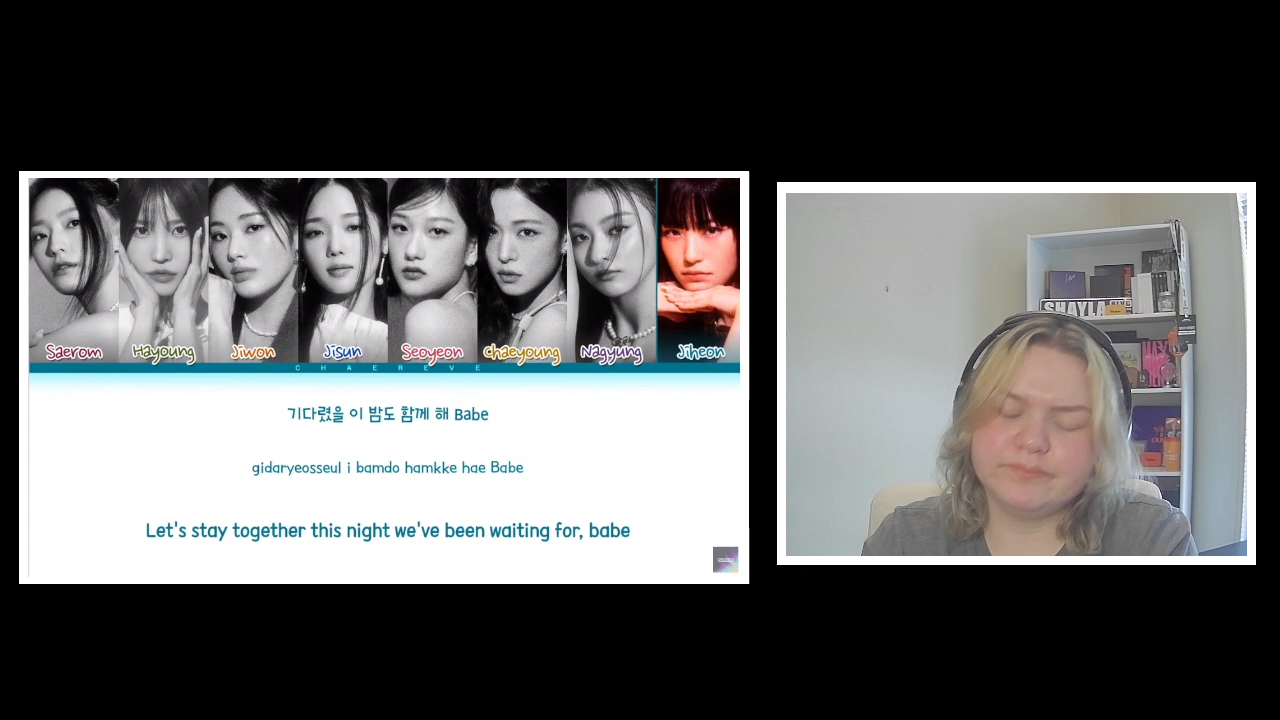 Saerom Hayoung Jiwon Jisun Seoyeon Chaeyoung Nagyung Jiheon
CHAEREVE
기다렸을 이 밤도 함께 해 Babe
gidaryeosseul i bamdo hamkke hae Babe
Let's stay together this night we've been waiting for, babe
SHAYLA